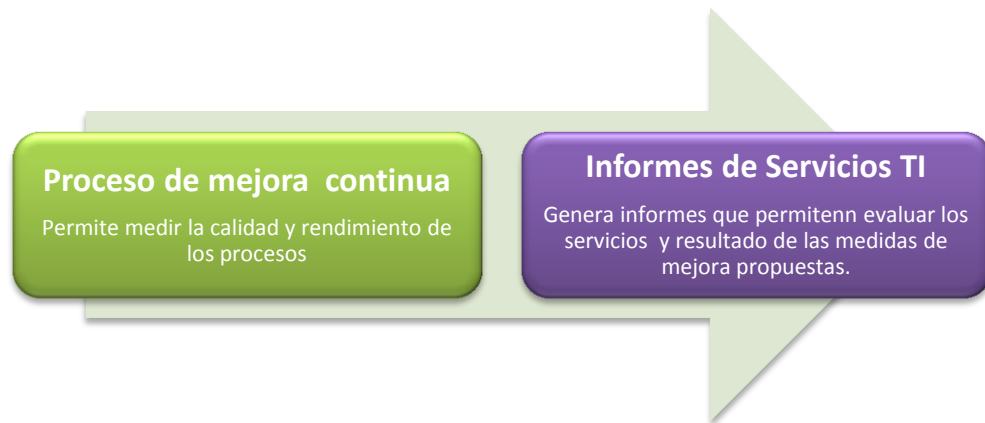 Proceso de mejora  continua
Permite medir la calidad y rendimiento de
los procesos
Informes de Servicios TI
Genera informes que permitenn evaluar los
servicios  y resultado de las medidas de
mejora propuestas.